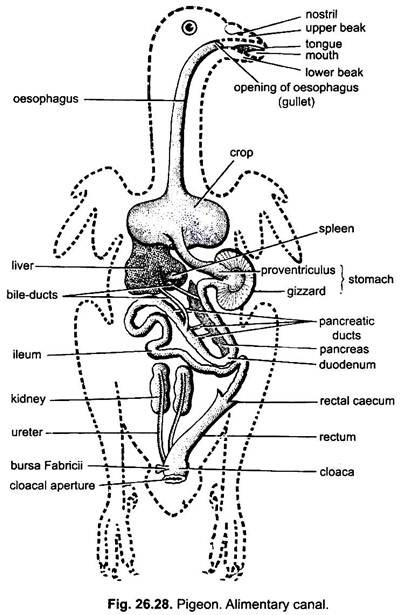 nostril
upper beak
tongue
mouth
lower beak
opening of oesophagus
(gullet)
oesophagus
crop
spleen
liver
proventriculus
stomach
gizzard
bile-ducts
pancreatic
ducts
pancreas
ileum
duodenum
kidney
rectal caecum
ureter
rectum
bursa Fabricii
cloaca
cloacal aperture
Fig. 26.28. Pigeon. Alimentary canal.